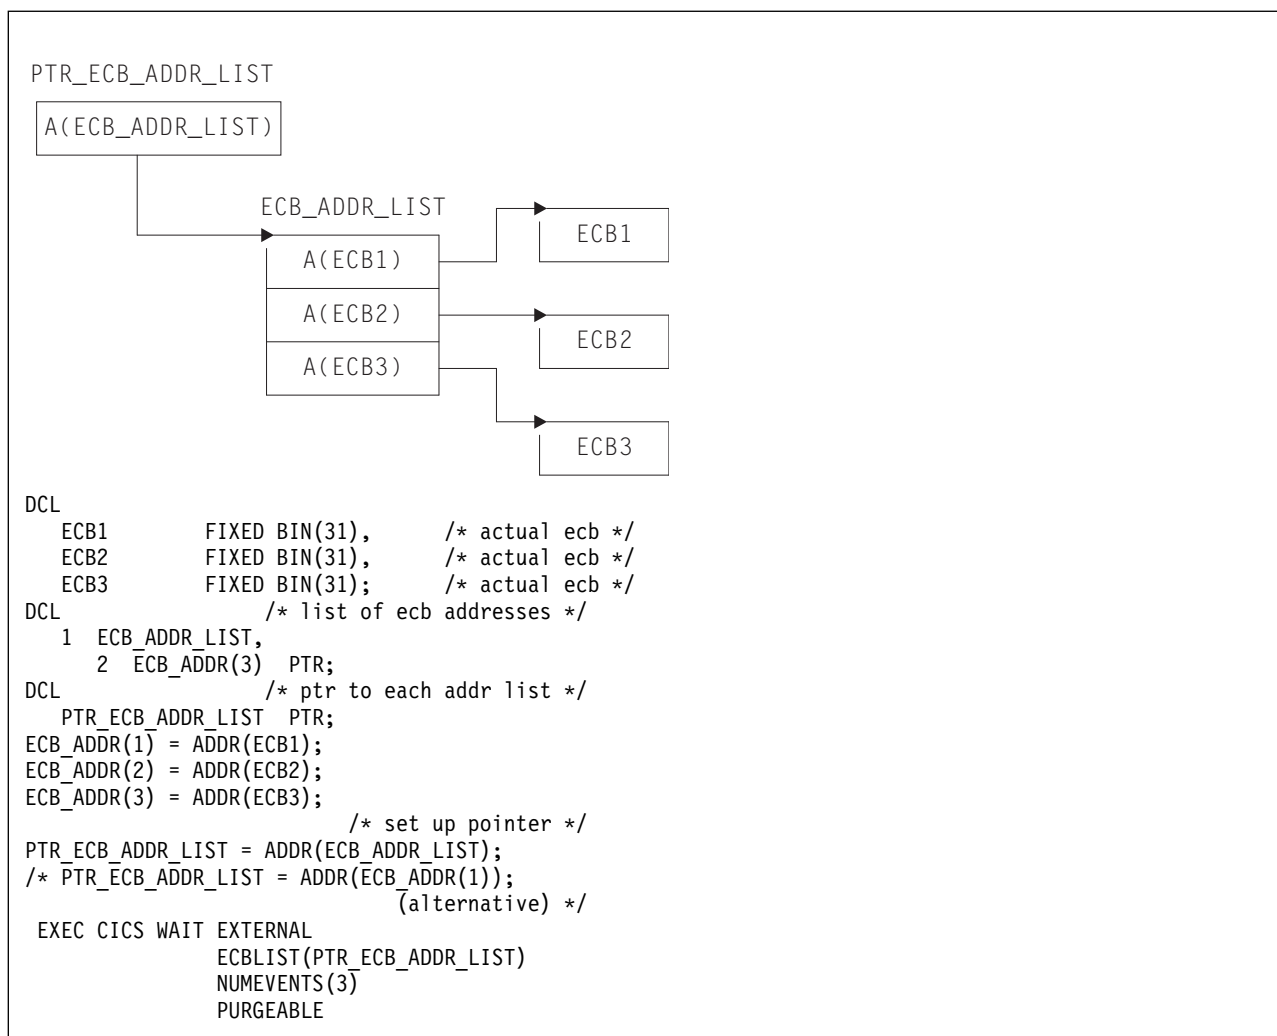 PTR_ECB_ADDR_LIST
A(ECB_ADDR_LIST)
ECB_ADDR_LIST
A(ECB1)
A(ECB2)
A(ECB3)
ECB1
ECB2
ECB3
DCL
   ECB1        FIXED BIN(31),      /* actual ecb */
   ECB2        FIXED BIN(31),      /* actual ecb */
   ECB3        FIXED BIN(31);      /* actual ecb */
DCL                 /* list of ecb addresses */
   1  ECB_ADDR_LIST,
      2  ECB_ADDR(3)  PTR;
DCL                 /* ptr to each addr list */
   PTR_ECB_ADDR_LIST  PTR;
ECB_ADDR(1) = ADDR(ECB1);
ECB_ADDR(2) = ADDR(ECB2);
ECB_ADDR(3) = ADDR(ECB3);
                          /* set up pointer */
PTR_ECB_ADDR_LIST = ADDR(ECB_ADDR_LIST);
/* PTR_ECB_ADDR_LIST = ADDR(ECB_ADDR(1));
                              (alternative) */
 EXEC CICS WAIT EXTERNAL
                ECBLIST(PTR_ECB_ADDR_LIST)
                NUMEVENTS(3)
                PURGEABLE